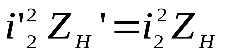 i'₂² Z_H' = i₂² Z_H